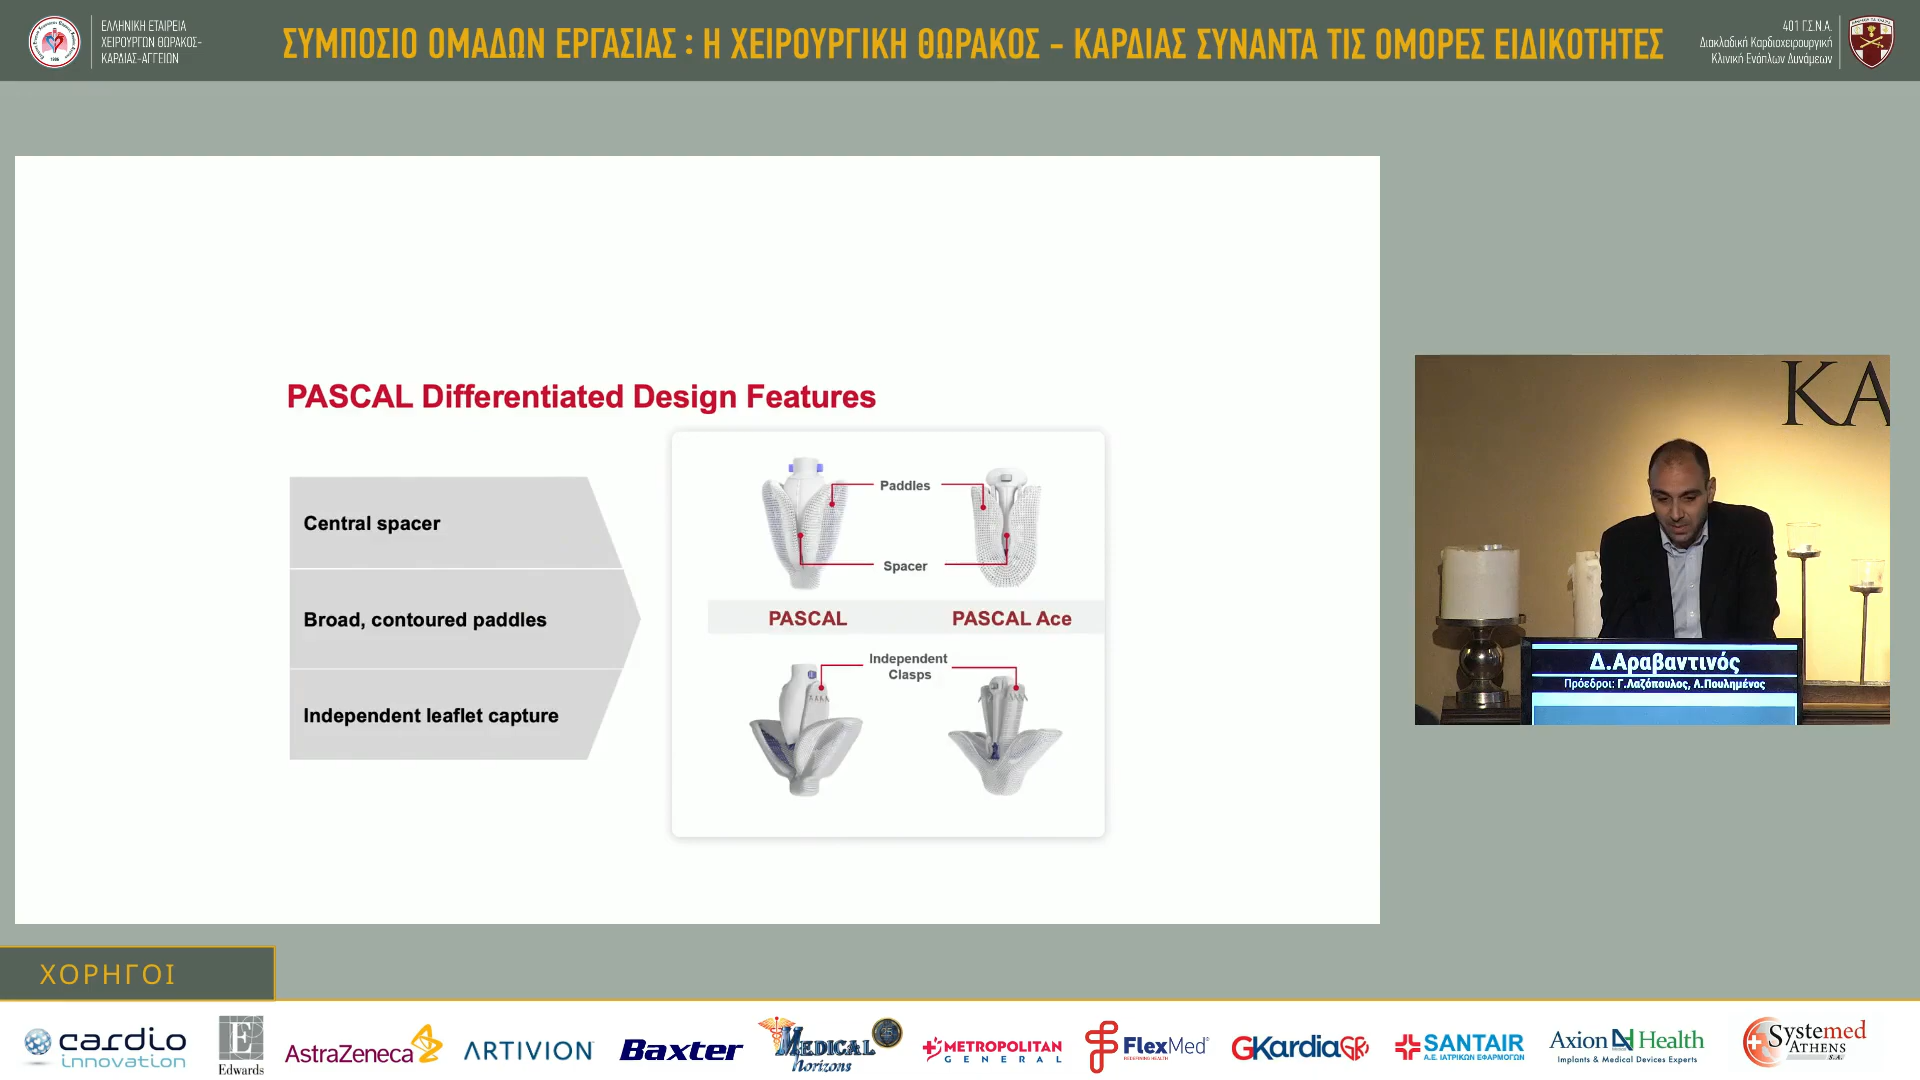 ΕΛΛΗΝΙΚΗ ΕΤΑΙΡΕΙΑ
ΧΕΙΡΟΥΡΓΩΝ ΘΩΡΑΚΟΣ-
ΚΑΡΔΙΑΣ-ΑΓΓΕΙΩΝ
ΣΥΜΠΟΣΙΟ ΟΜΑΔΩΝ ΕΡΓΑΣΙΑΣ : Η ΧΕΙΡΟΥΡΓΙΚΗ ΘΩΡΑΚΟΣ - ΚΑΡΔΙΑΣ ΣΥΝΑΝΤΑ ΤΙΣ ΟΜΟΡΕΣ ΕΙΔΙΚΟΤΗΤΕΣ
401 Γ.Σ.Ν.Α.
Διακλαδική Καρδιοχειρουργική
Κλινική Ενόπλων Δυνάμεων
PASCAL Differentiated Design Features
Central spacer
Broad, contoured paddles
Independent leaflet capture
Paddles
Spacer
PASCAL
PASCAL Ace
Independent
Clasps
KA
Δ.Αραβαντινός
Πρόεδροι: Γ.Λαζόπουλος, Λ.Πουλημένος
ΧΟΡΗΓΟΙ
cardio
innovation
E
Edwards
AstraZeneca
ARTIVION
Baxter
MEDICAL
Horizons
METROPOLITAN
GENERAL
FlexMed
REDEFINING HEALTH
GKardiaGR
SANTAIR
Α.Ε. ΙΑΤΡΙΚΩΝ ΕΦΑΡΜΟΓΩΝ
Axion Health
Implants & Medical Devices Experts
Systemed
ATHENS
S.A.